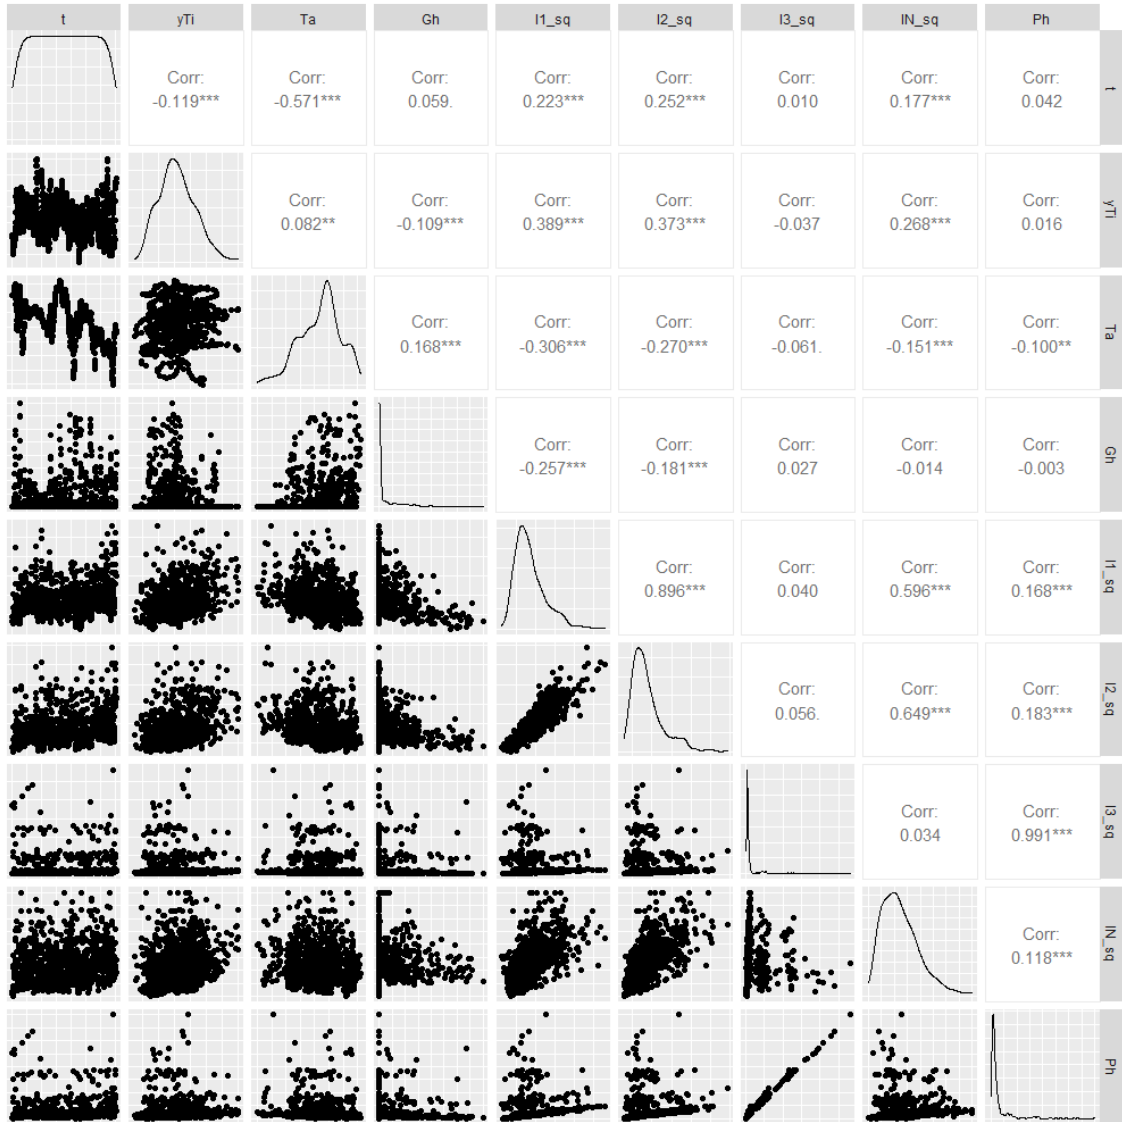 t yTi Ta Gh I1_sq I2_sq I3_sq IN_sq Ph
Corr: Corr: Corr: Corr: Corr: Corr: Corr: Corr:
-0.119*** -0.571*** 0.059. 0.223*** 0.252*** 0.010 0.177*** 0.042
t
Corr: Corr: Corr: Corr: Corr: Corr: Corr:
0.082** -0.109*** 0.389*** 0.373*** -0.037 0.268*** 0.016
yTi
Corr: Corr: Corr: Corr: Corr: Corr:
0.168*** -0.306*** -0.270*** -0.061. -0.151*** -0.100**
Ta
Corr: Corr: Corr: Corr: Corr:
-0.257*** -0.181*** 0.027 -0.014 -0.003
Gh
Corr: Corr: Corr: Corr:
0.896*** 0.040 0.596*** 0.168***
I1_sq
Corr: Corr: Corr:
0.056. 0.649*** 0.183***
I2_sq
Corr: Corr:
0.034 0.991***
I3_sq
Corr:
0.118***
IN_sq
Ph